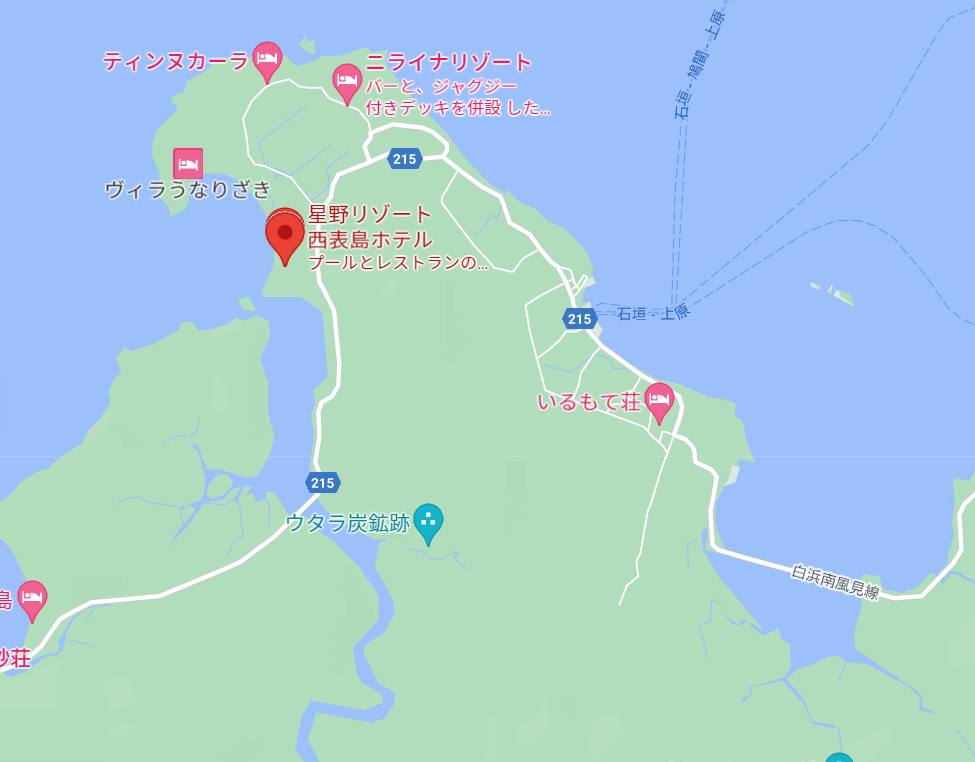 ティンヌカーラ
ニライナリゾート
バーと、ジャグジー
付きデッキを併設 した...
石垣 - 鳩間 - 上原
215
ヴィラうなりざき
星野リゾート
西表島ホテル
プールとレストランの...
215
石垣 - 上原
いるもて荘
215
ウタラ炭鉱跡
白浜南風見線
島
荘